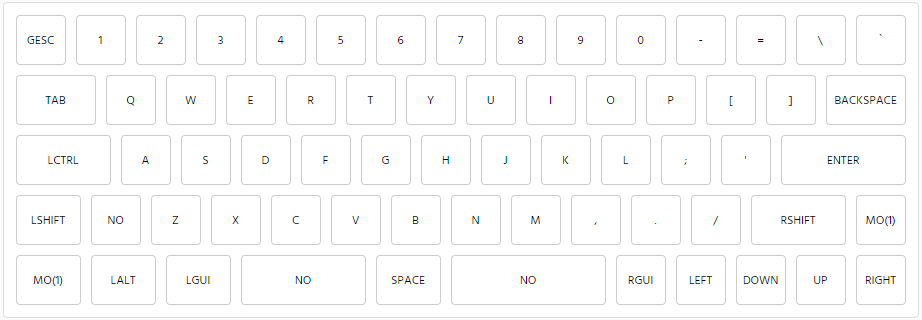 GESC 1 2 3 4 5 6 7 8 9 0 - = \ `
TAB Q W E R T Y U I O P [ ] BACKSPACE
LCTRL A S D F G H J K L ; ' ENTER
LSHIFT NO Z X C V B N M , . / RSHIFT MO(1)
MO(1) LALT LGUI NO SPACE NO RGUI LEFT DOWN UP RIGHT